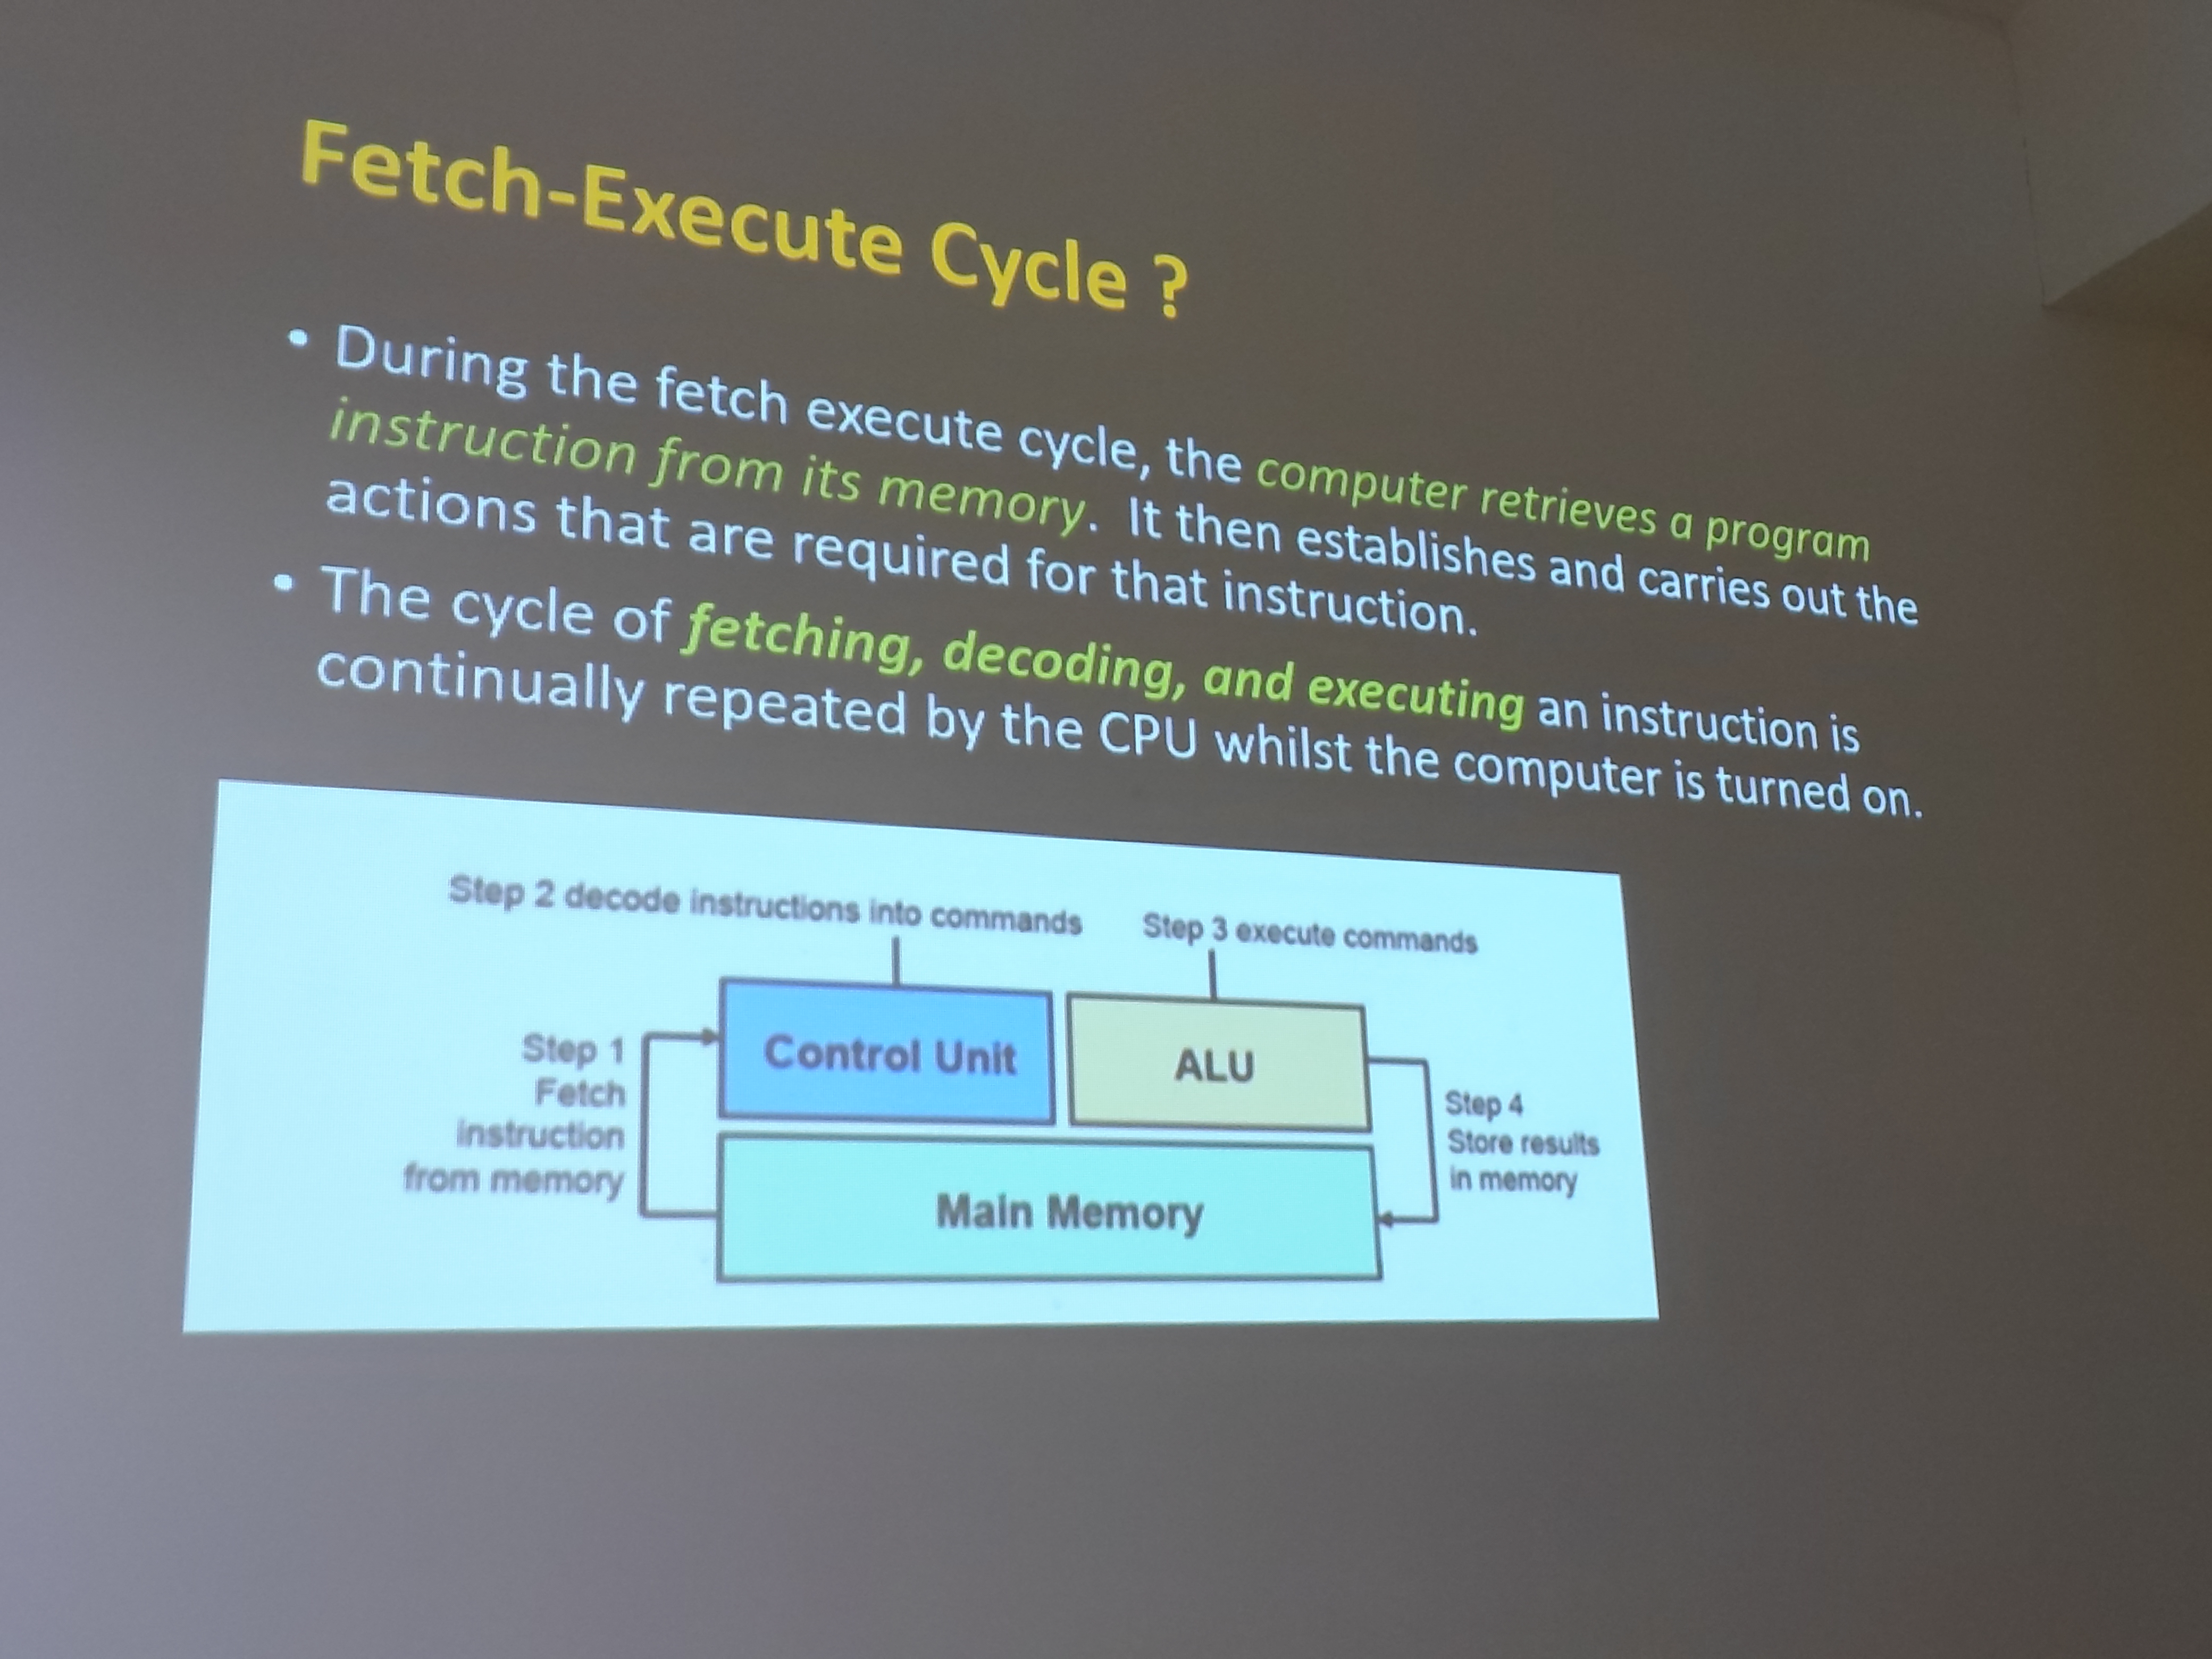 Fetch-Execute Cycle ?
• During the fetch execute cycle, the computer retrieves a program
instruction from its memory. It then establishes and carries out the
actions that are required for that instruction.
• The cycle of fetching, decoding, and executing an instruction is
continually repeated by the CPU whilst the computer is turned on.
Step 2 decode instructions into commands
Step 3 execute commands
Step 1
Fetch
instruction
from memory
Control Unit
ALU
Step 4
Store results
in memory
Main Memory